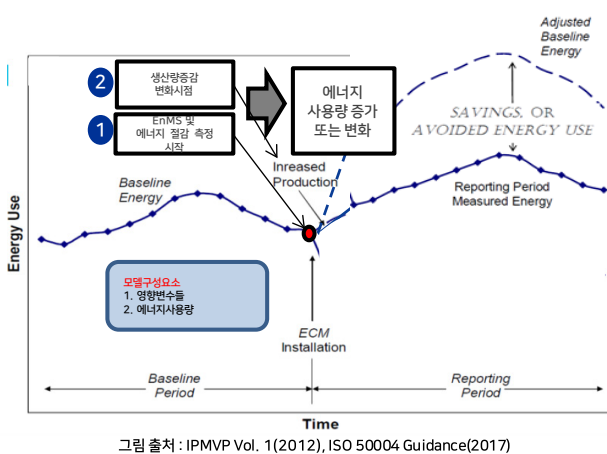 Adjusted
Baseline
Energy
2
생산량증감
변화시점
1
EnMS 및
에너지 절감 측정
시작
에너지
사용량 증가
또는 변화
SAVINGS, OR
AVOIDED ENERGY USE
Inreased
Production
Baseline
Energy
Reporting Period
Measured Energy
Energy Use
모델구성요소
1. 영향변수들
2. 에너지사용량
ECM
Installation
Baseline
Period
Reporting
Period
Time
그림 출처 : IPMVP Vol. 1(2012), ISO 50004 Guidance(2017)